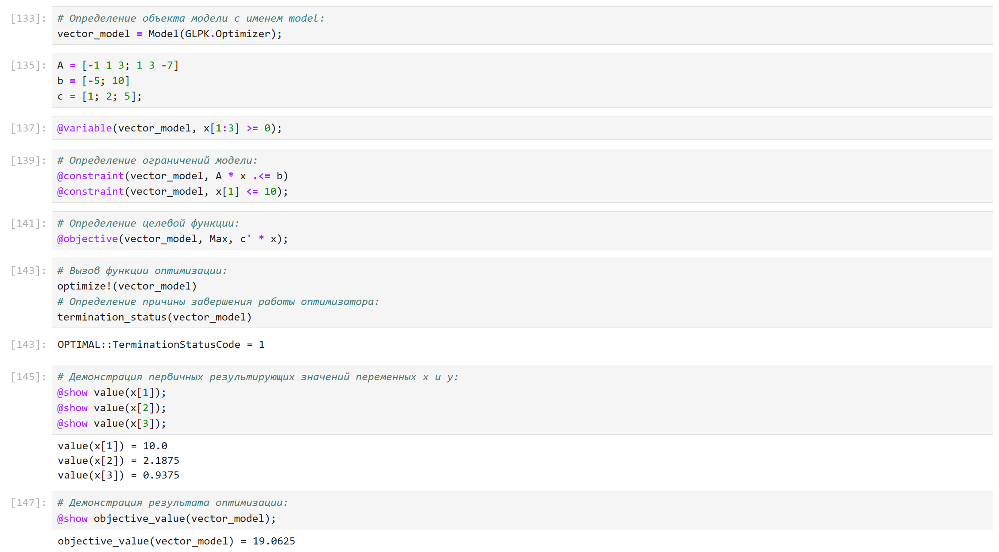 [133]: # Определение объекта модели с именем model:
vector_model = Model(GLPK.Optimizer);
[135]: A = [-1 1 3; 1 3 -7]
b = [-5; 10]
c = [1; 2; 5];
[137]: @variable(vector_model, x[1:3] >= 0);
[139]: # Определение ограничений модели:
@constraint(vector_model, A * x .<= b)
@constraint(vector_model, x[1] <= 10);
[141]: # Определение целевой функции:
@objective(vector_model, Max, c' * x);
[143]: # Вызов функции оптимизации:
optimize!(vector_model)
# Определение причины завершения работы оптимизатора:
termination_status(vector_model)
[143]: OPTIMAL::TerminationStatusCode = 1
[145]: # Демонстрация первичных результирующих значений переменных x и y:
@show value(x[1]);
@show value(x[2]);
@show value(x[3]);
value(x[1]) = 10.0
value(x[2]) = 2.1875
value(x[3]) = 0.9375
[147]: # Демонстрация результата оптимизации:
@show objective_value(vector_model);
objective_value(vector_model) = 19.0625